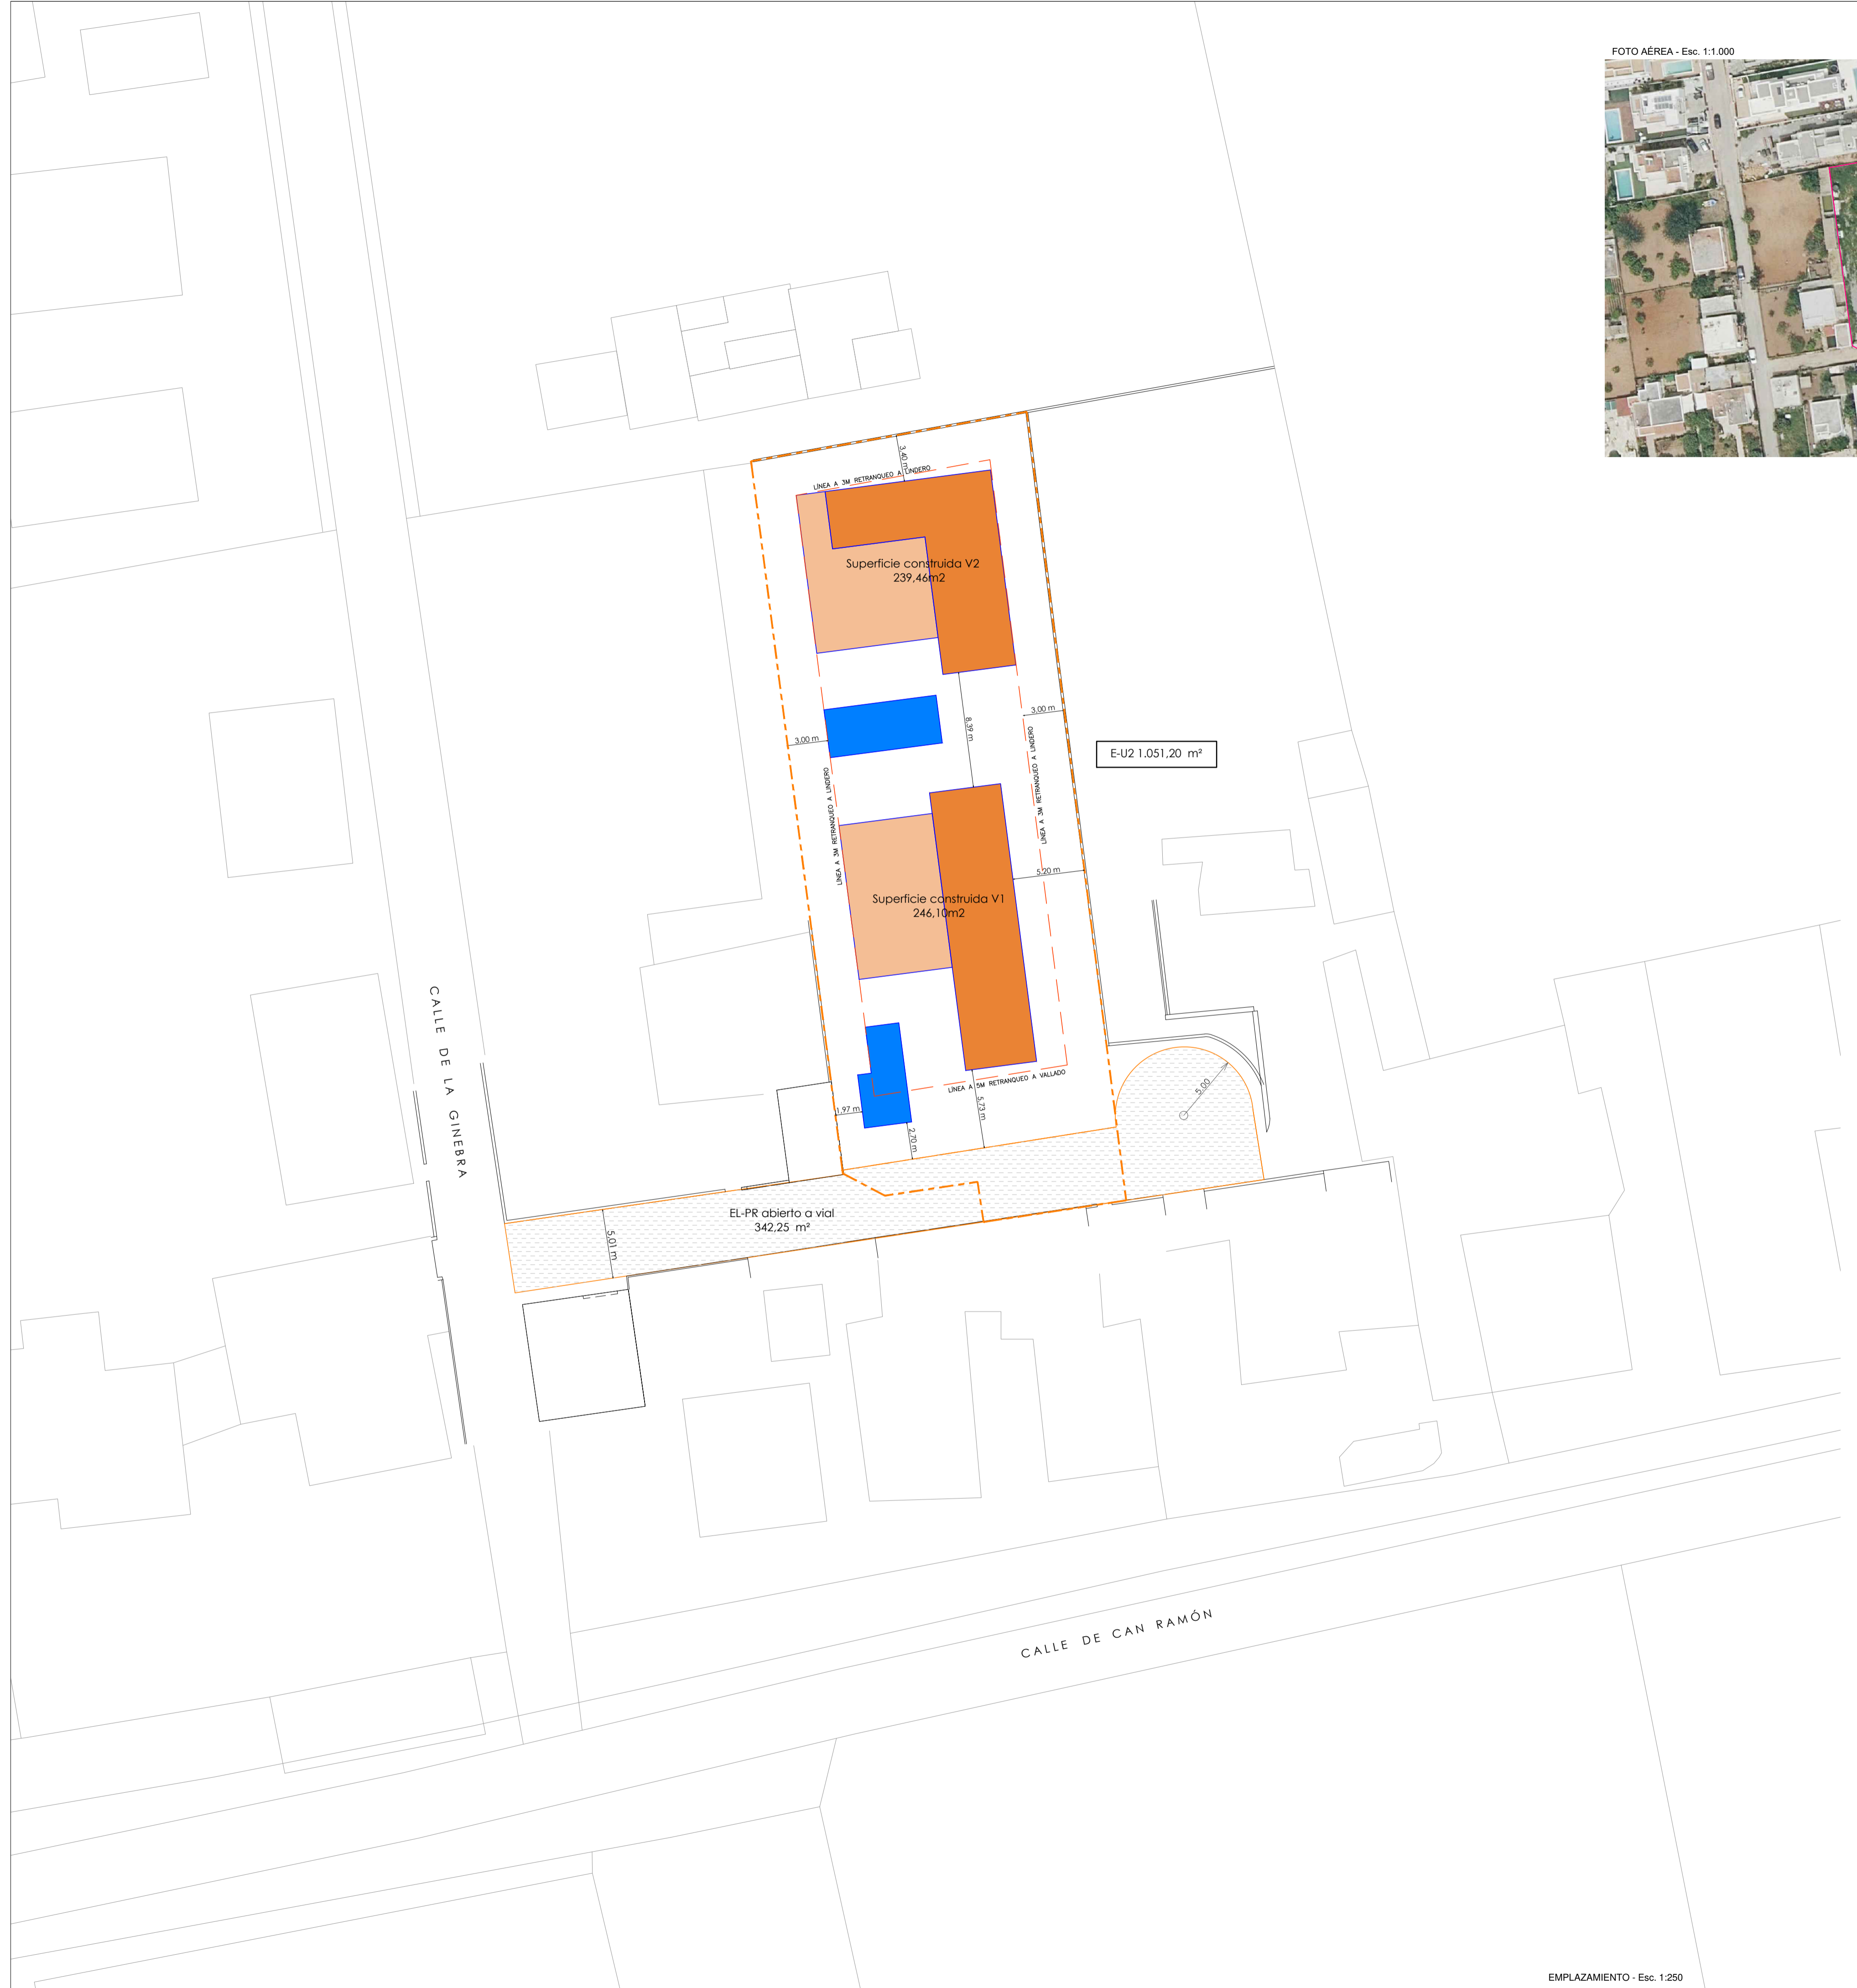 FOTO AÉREA - Esc. 1:1.000
3,40 m
LÍNEA A 3M RETRANQUEO A LINDERO
Superficie construida V2
239,46m2
3,00 m
8,39 m
3,00 m
LÍNEA A 3M RETRANQUEO A LINDERO
E-U2 1.051,20 m²
LÍNEA A 3M RETRANQUEO A LINDERO
5,20 m
Superficie construida V1
246,10m2
CALLE DE LA GINEBRA
LÍNEA A 5M RETRANQUEO A VALLADO
5,00
1,97 m
5,73 m
2,70 m
EL-PR abierto a vial
342,25 m²
5,01 m
CALLE DE CAN RAMÓN
EMPLAZAMIENTO - Esc. 1:250